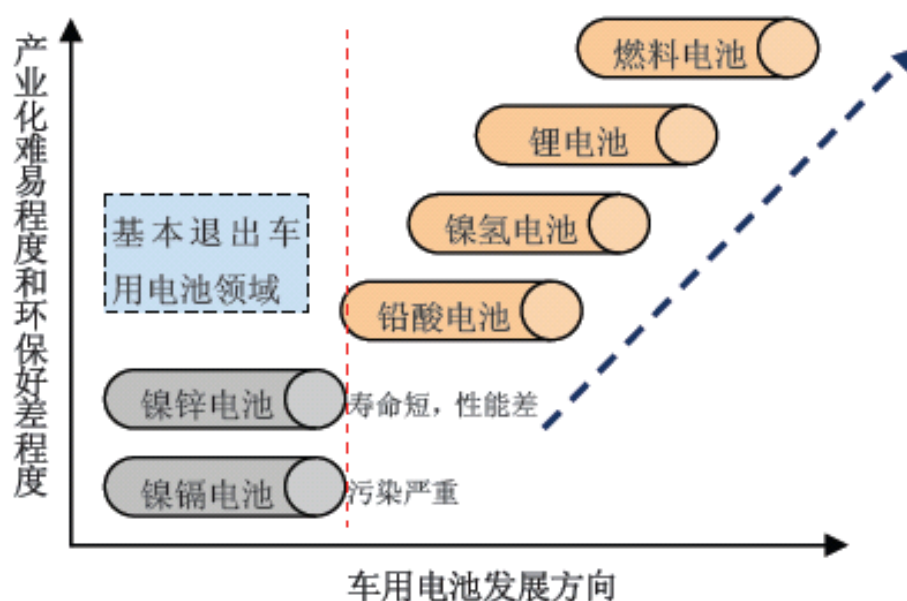 产业化难易程度和环保好差程度
燃料电池
锂电池
镍氢电池
基本退出车
用电池领域
铅酸电池
镍锌电池
寿命短，性能差
镍镉电池
污染严重
车用电池发展方向